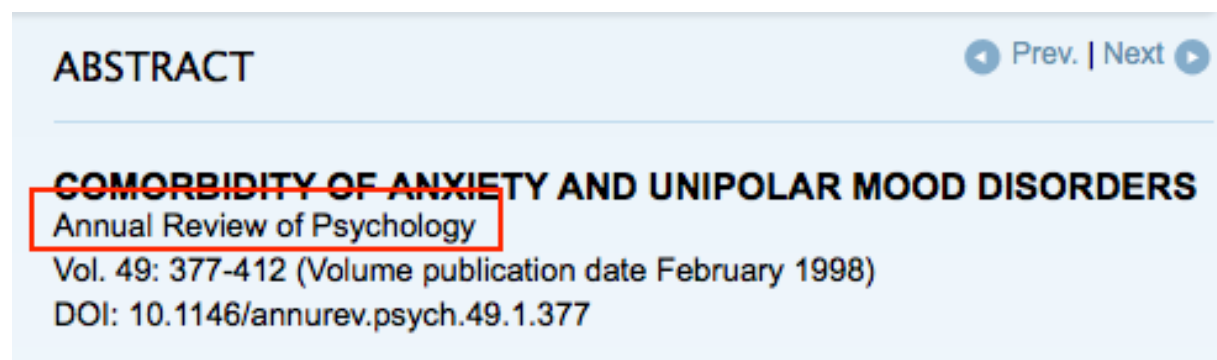 ABSTRACT
Prev. | Next
COMORBIDITY OF ANXIETY AND UNIPOLAR MOOD DISORDERS
Annual Review of Psychology
Vol. 49: 377-412 (Volume publication date February 1998)
DOI: 10.1146/annurev.psych.49.1.377